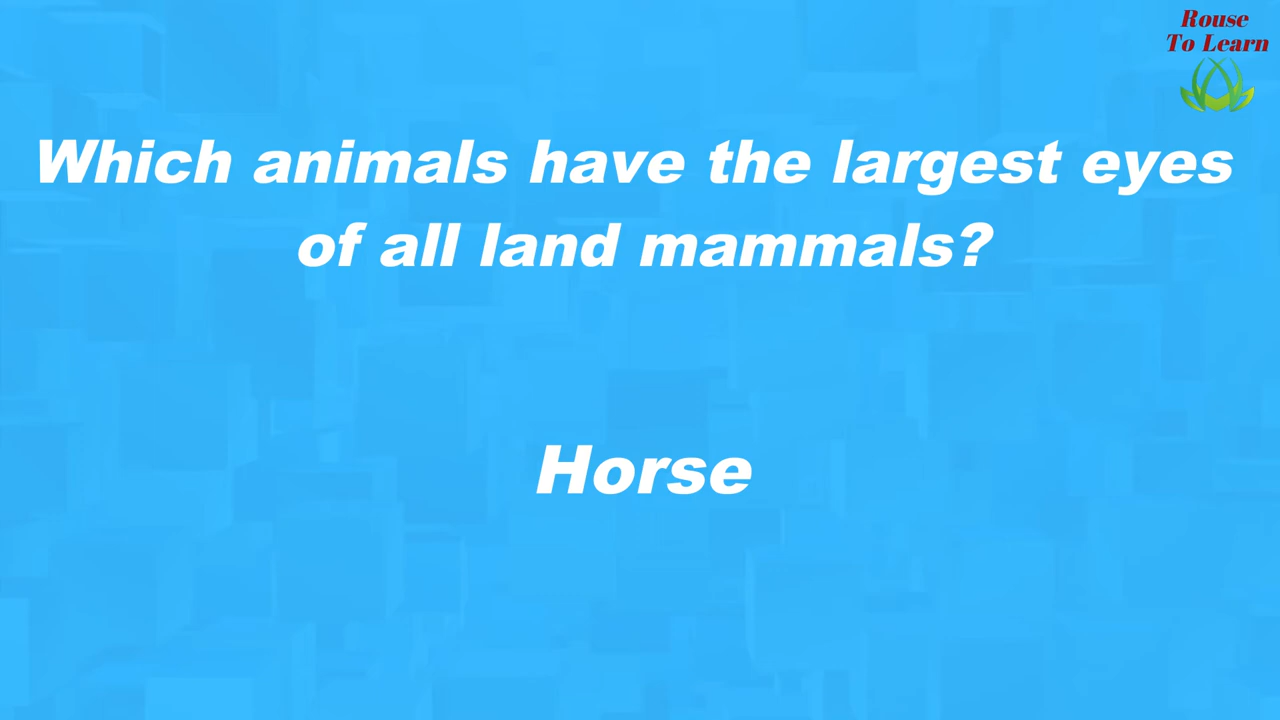 Rouse
To Learn
Which animals have the largest eyes
of all land mammals?
Horse